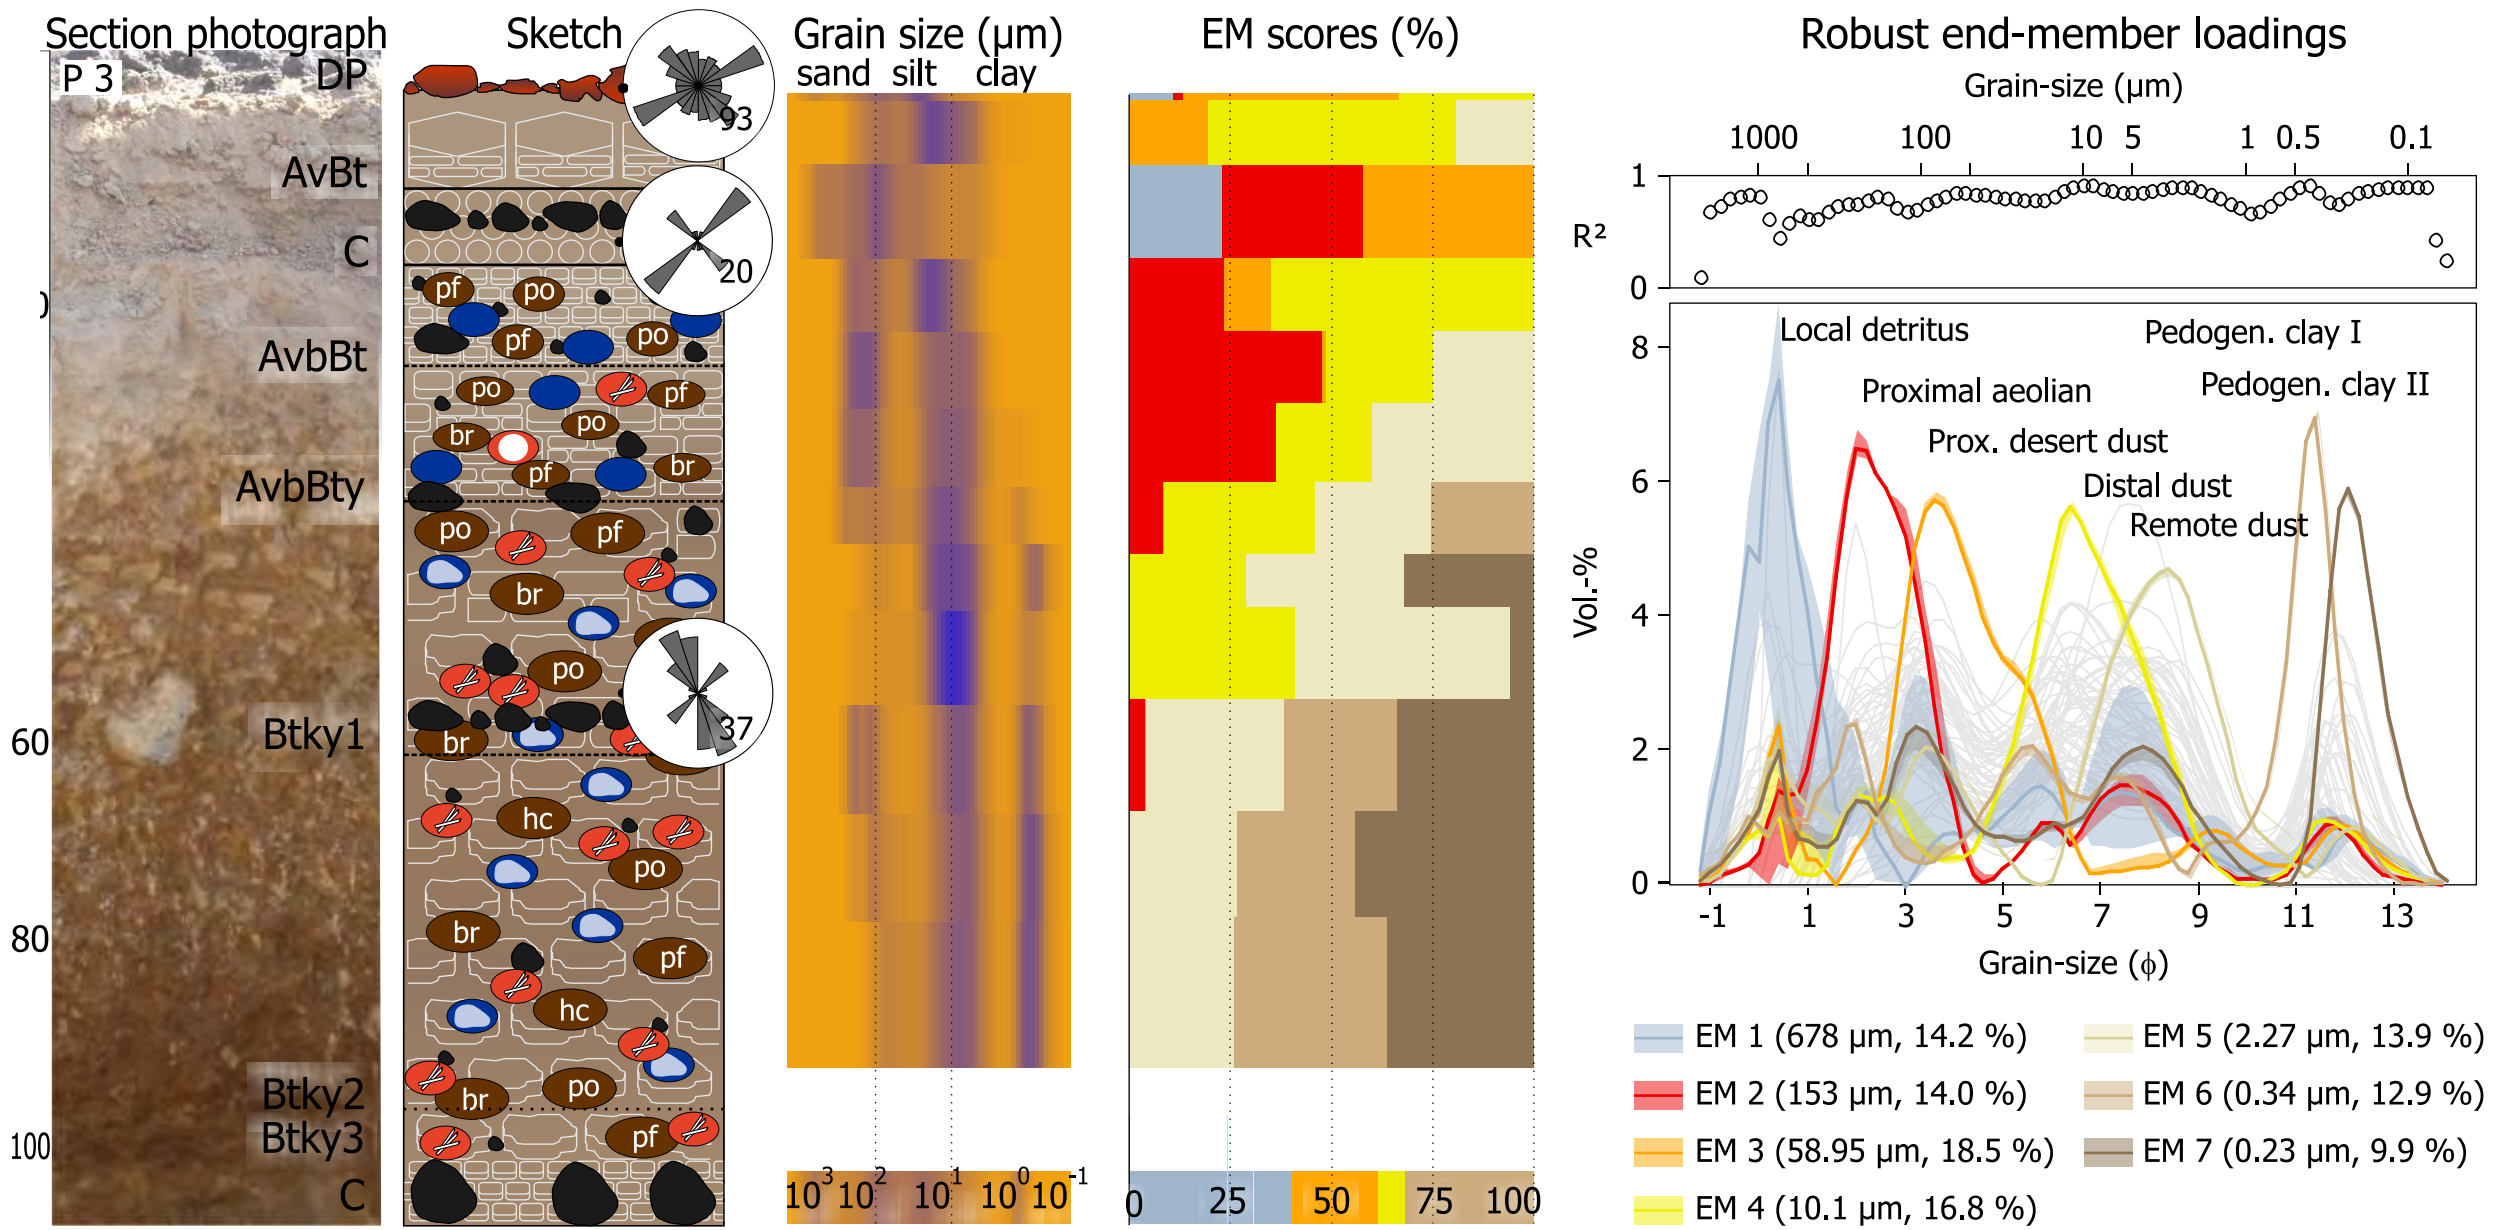 Section photograph
Sketch
Grain size (µm)
EM scores (%)
Robust end-member loadings
sand silt clay
Grain-size (µm)
P 3
DP
AvBt
C
AvbBt
AvbBty
Btky1
Btky2
Btky3
C
60
80
100
93
20
37
pf po
pf po
po pf
po
br
pf br
po pf
br
po
br
hc
po
br
pf
hc
br po
pf
10³ 10² 10¹ 10⁰ 10⁻¹
0 25 50 75 100
1000 100 10 5 1 0.5 0.1
1
R²
0
Local detritus
Pedogen. clay I
Proximal aeolian
Pedogen. clay II
Prox. desert dust
Distal dust
Remote dust
Vol.-%
8
6
4
2
0
-1 1 3 5 7 9 11 13
Grain-size (ϕ)
EM 1 (678 µm, 14.2 %)
EM 2 (153 µm, 14.0 %)
EM 3 (58.95 µm, 18.5 %)
EM 4 (10.1 µm, 16.8 %)
EM 5 (2.27 µm, 13.9 %)
EM 6 (0.34 µm, 12.9 %)
EM 7 (0.23 µm, 9.9 %)